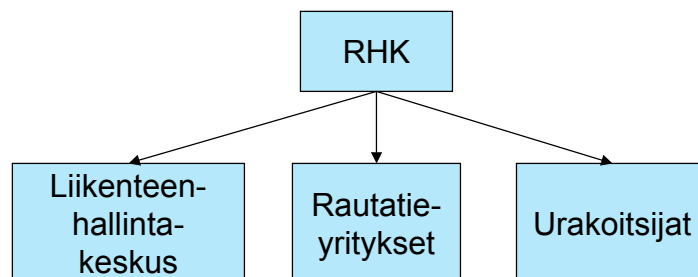 RHK
Liikenteen-
hallinta-
keskus
Rautatie-
yritykset
Urakoitsijat